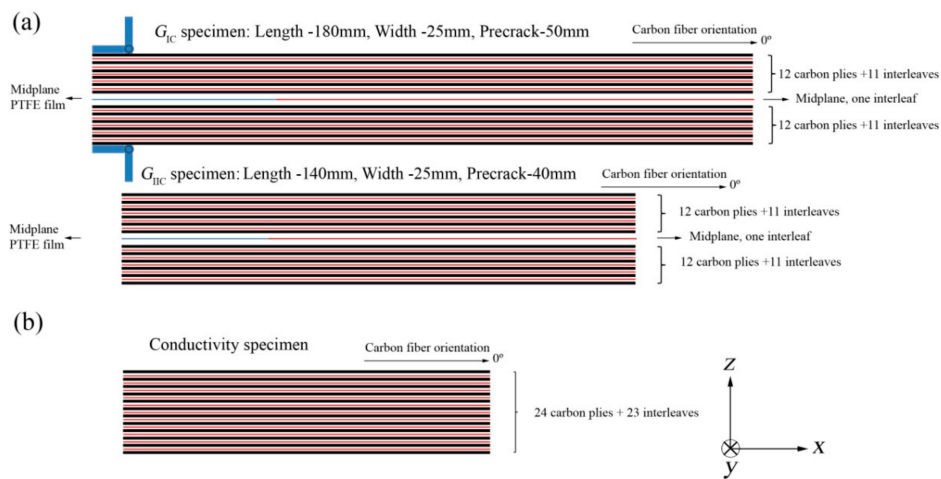 (a)
G_IC specimen: Length -180mm, Width -25mm, Precrack-50mm
Carbon fiber orientation
0°
12 carbon plies +11 interleaves
Midplane
PTFE film
Midplane, one interleaf
12 carbon plies +11 interleaves
G_IIC specimen: Length -140mm, Width -25mm, Precrack-40mm
Carbon fiber orientation
0°
12 carbon plies +11 interleaves
Midplane
PTFE film
Midplane, one interleaf
12 carbon plies +11 interleaves
(b)
Conductivity specimen
Carbon fiber orientation
0°
24 carbon plies + 23 interleaves
z
x
y